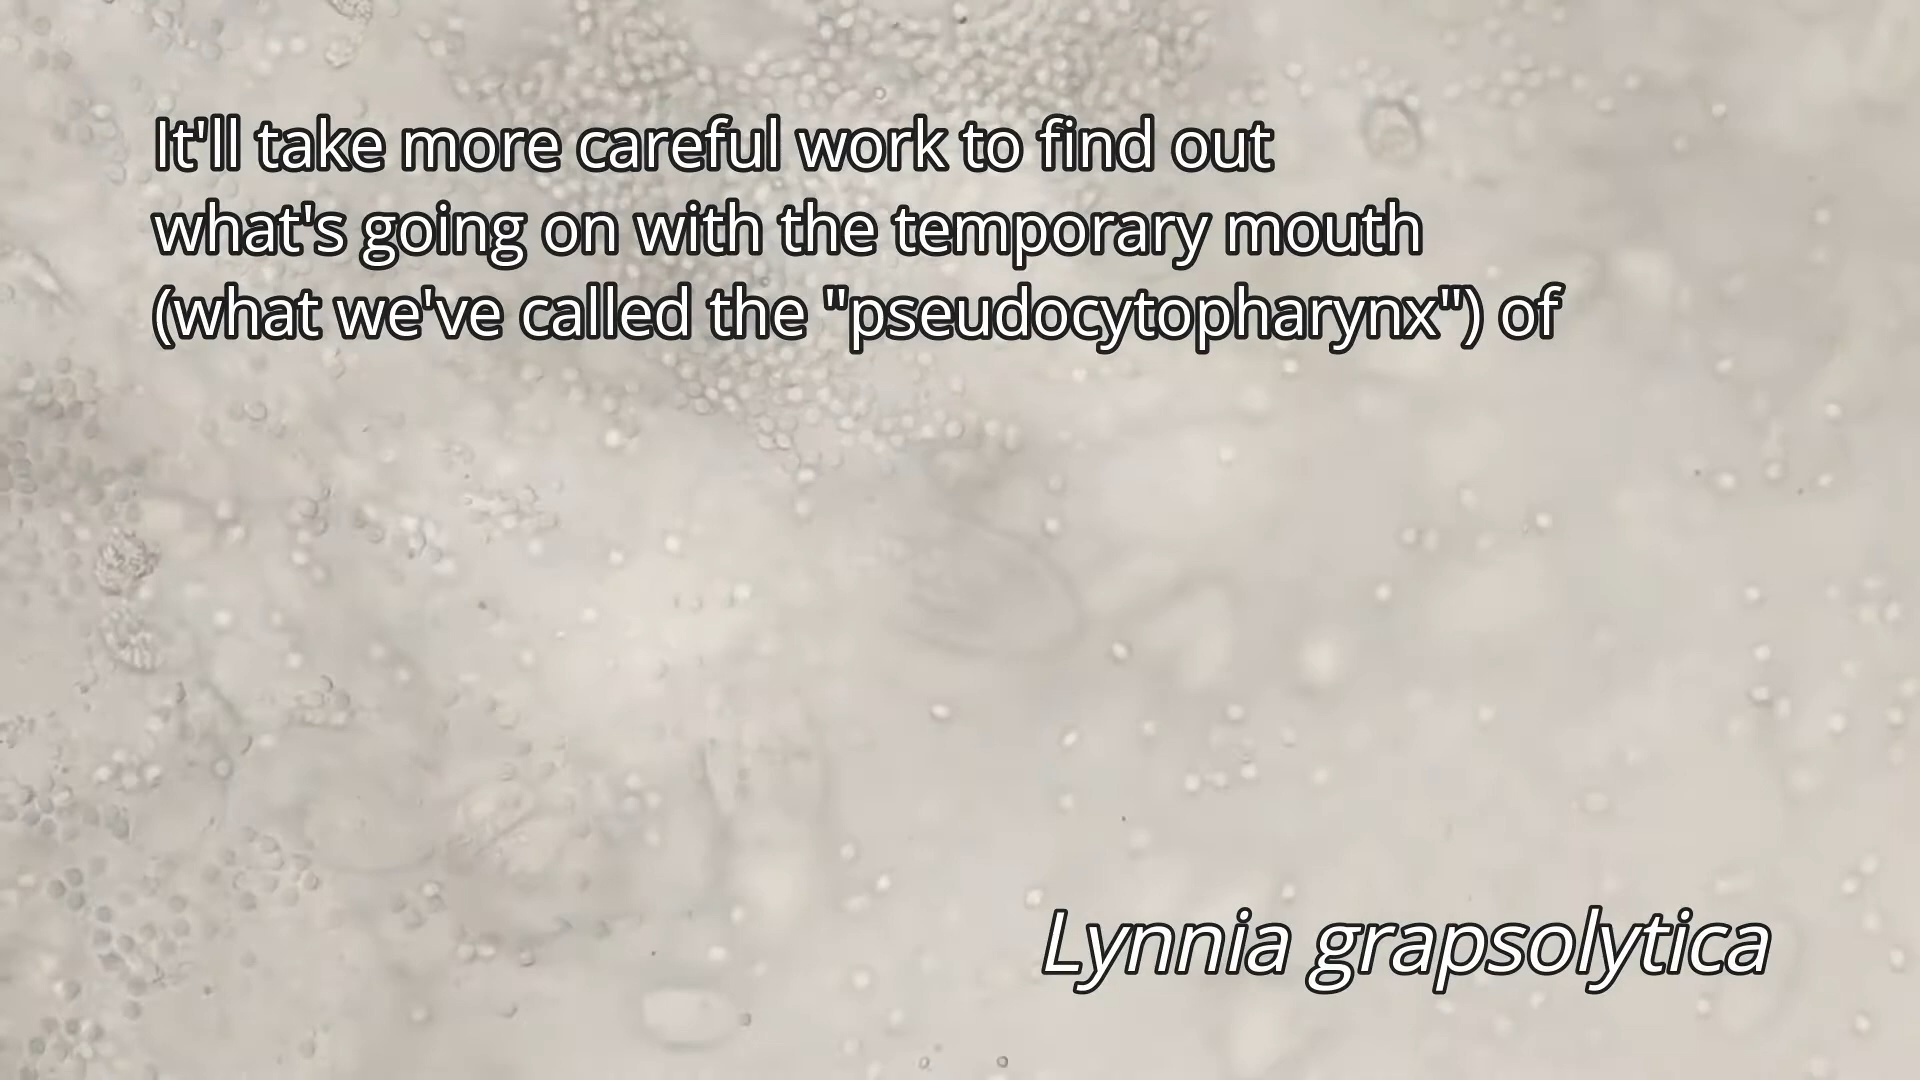 It'll take more careful work to find out
what's going on with the temporary mouth
(what we've called the "pseudocytopharynx") of
Lynnia grapsolytica